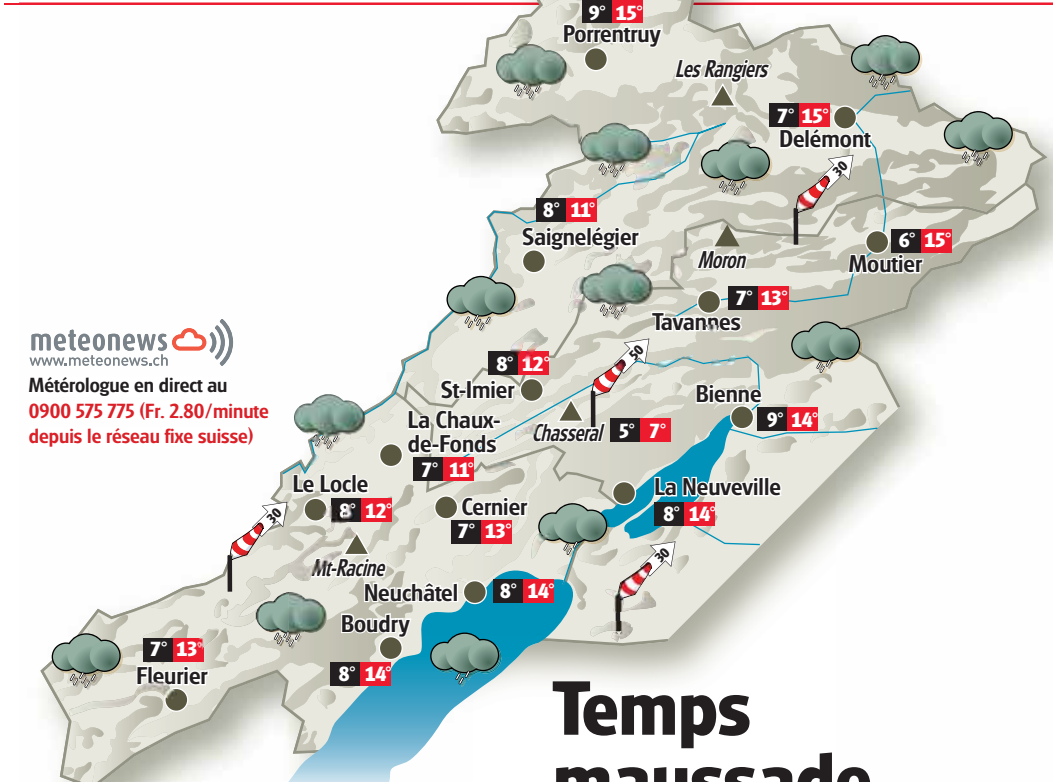 9° 15°
Porrentruy
Les Rangiers
7° 15°
Delémont
30
8° 11°
Saignelégier
Moron
6° 15°
Moutier
7° 13°
Tavannes
meteonews
www.meteonews.ch
Métérologue en direct au
0900 575 775 (Fr. 2.80/minute
depuis le réseau fixe suisse)
50
8° 12°
St-Imier
Chasseral 5° 7°
Bienne
9° 14°
La Chaux-
de-Fonds
7° 11°
Le Locle
8° 12°
Mt-Racine
Cernier
7° 13°
La Neuveville
8° 14°
30
30
Neuchâtel 8° 14°
Boudry
8° 14°
7° 13°
Fleurier
Temps
maussade